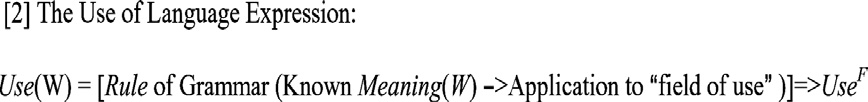 [2] The Use of Language Expression:
Use(W) = [Rule of Grammar (Known Meaning(W) –>Application to “field of use” )]=>Use^F